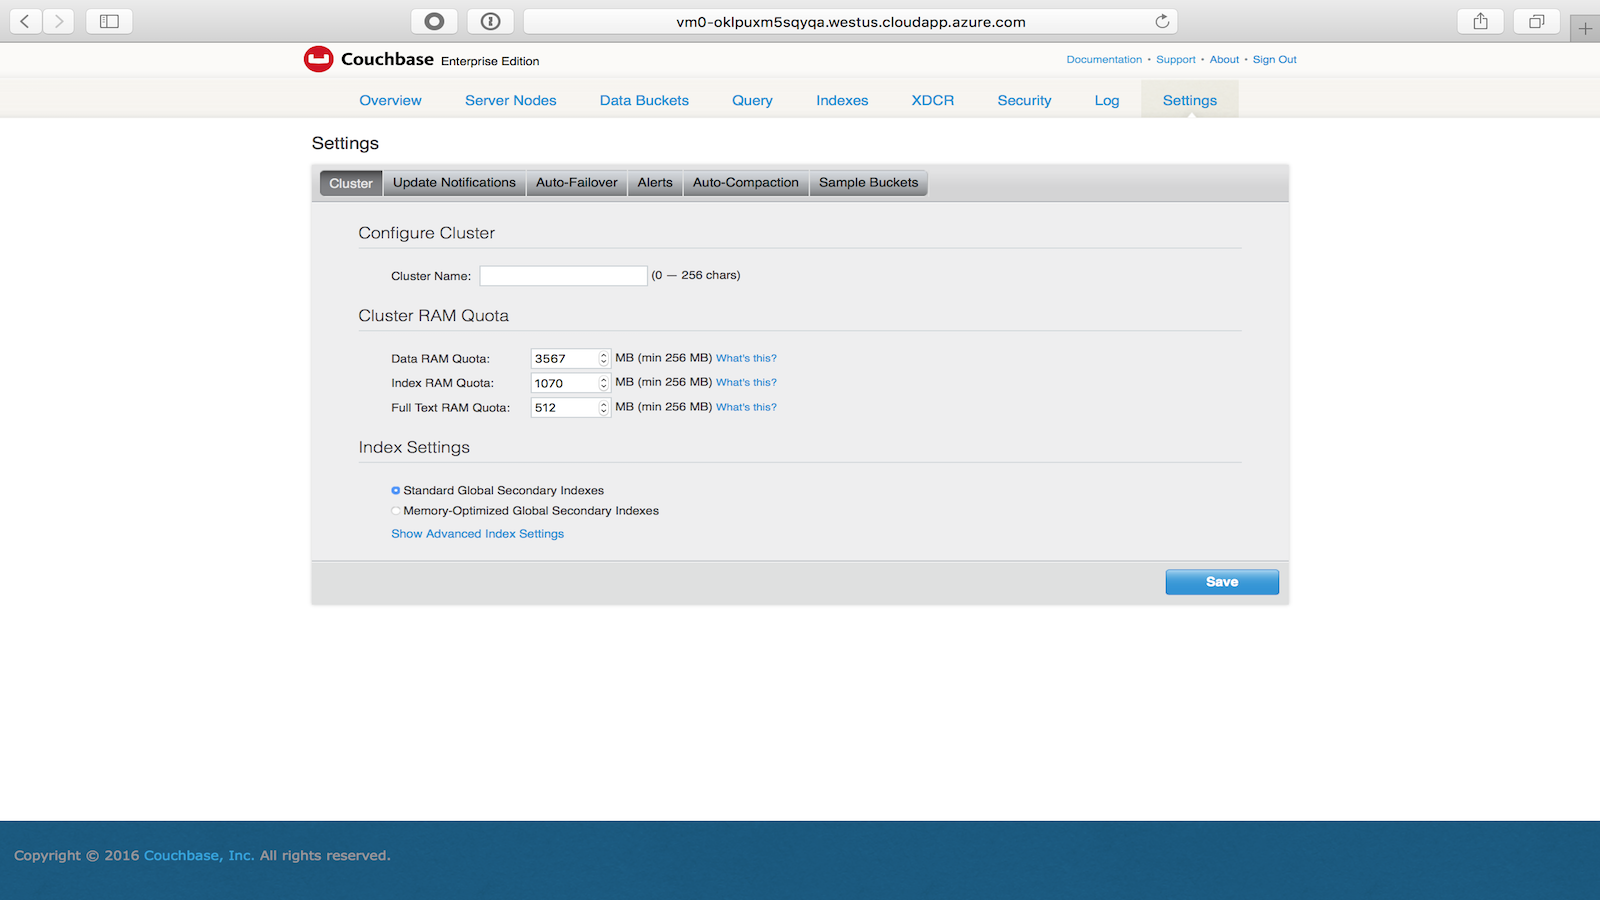 vm0-oklpuxm5sqyqa.westus.cloudapp.azure.com
Couchbase Enterprise Edition
Documentation • Support • About • Sign Out
Overview Server Nodes Data Buckets Query Indexes XDCR Security Log Settings
Settings
Cluster Update Notifications Auto-Failover Alerts Auto-Compaction Sample Buckets
Configure Cluster
Cluster Name: (0 — 256 chars)
Cluster RAM Quota
Data RAM Quota: 3567 MB (min 256 MB) What's this?
Index RAM Quota: 1070 MB (min 256 MB) What's this?
Full Text RAM Quota: 512 MB (min 256 MB) What's this?
Index Settings
Standard Global Secondary Indexes
Memory-Optimized Global Secondary Indexes
Show Advanced Index Settings
Save
Copyright © 2016 Couchbase, Inc. All rights reserved.